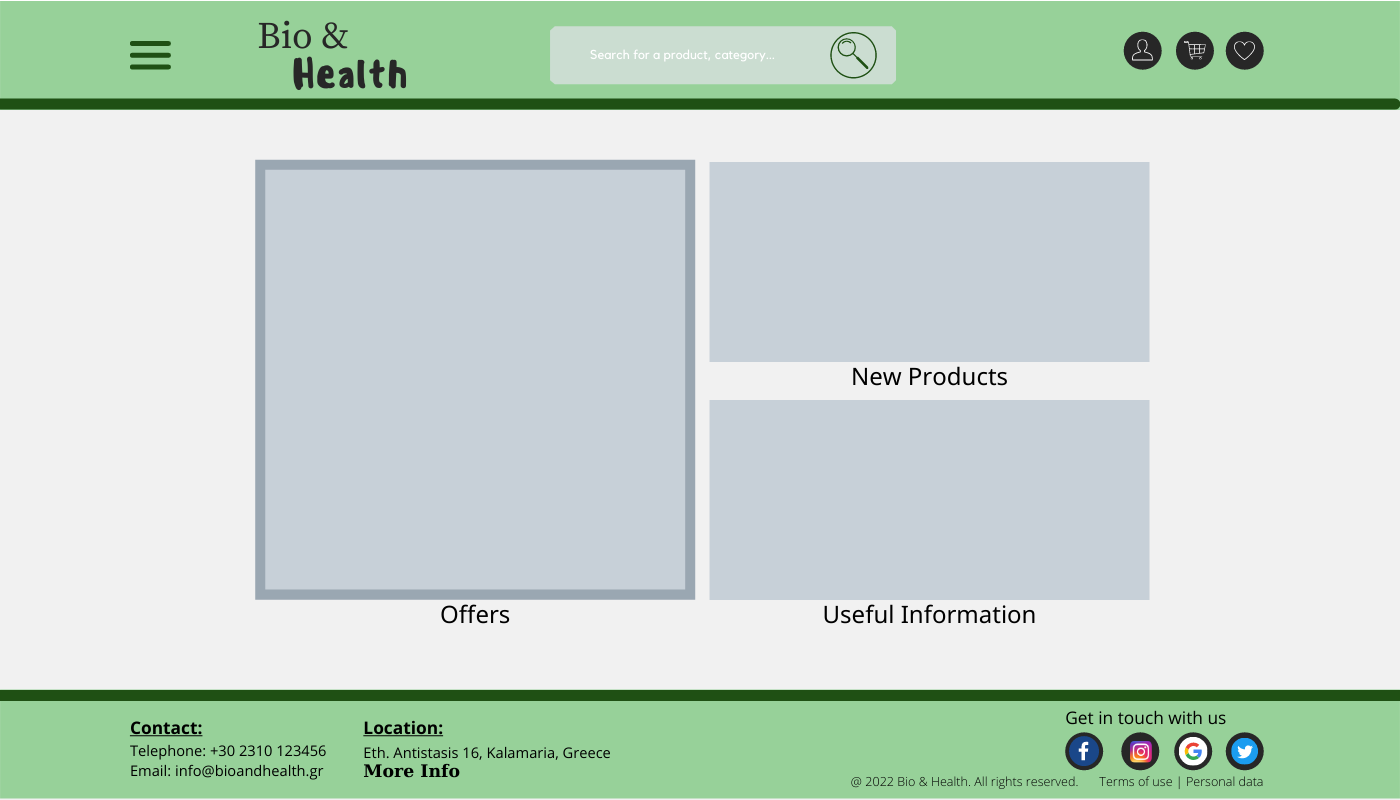 Bio &
Health
Search for a product, category...
New Products
Offers
Useful Information
Contact:
Telephone: +30 2310 123456
Email: info@bioandhealth.gr
Location:
Eth. Antistasis 16, Kalamaria, Greece
More Info
Get in touch with us
@ 2022 Bio & Health. All rights reserved. Terms of use | Personal data